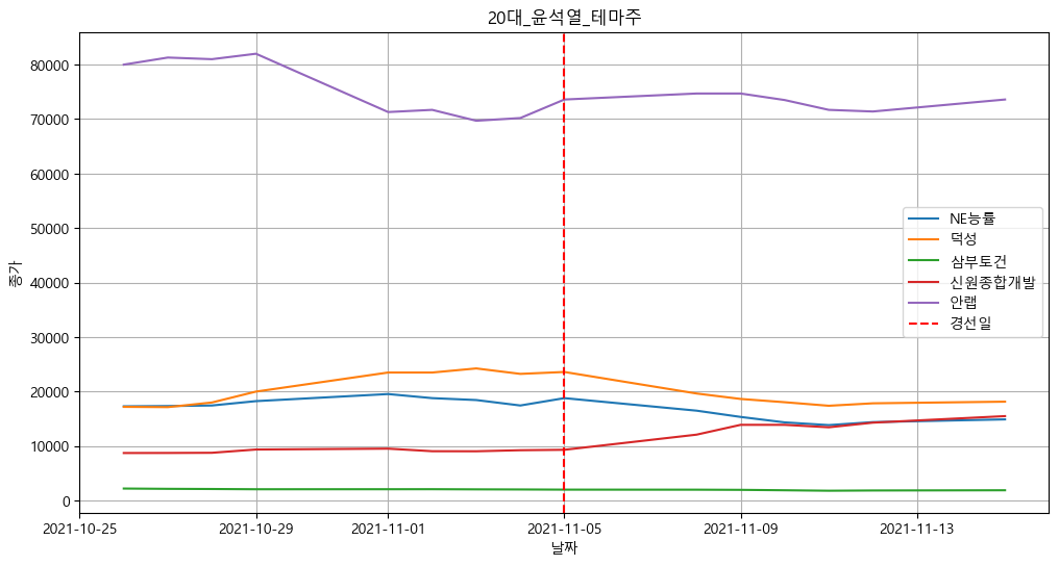 20대_윤석열_테마주
80000
70000
60000
50000
40000
30000
20000
10000
0
종가
NE능률
덕성
삼부토건
신원종합개발
안랩
경선일
2021-10-25
2021-10-29
2021-11-01
2021-11-05
2021-11-09
2021-11-13
날짜